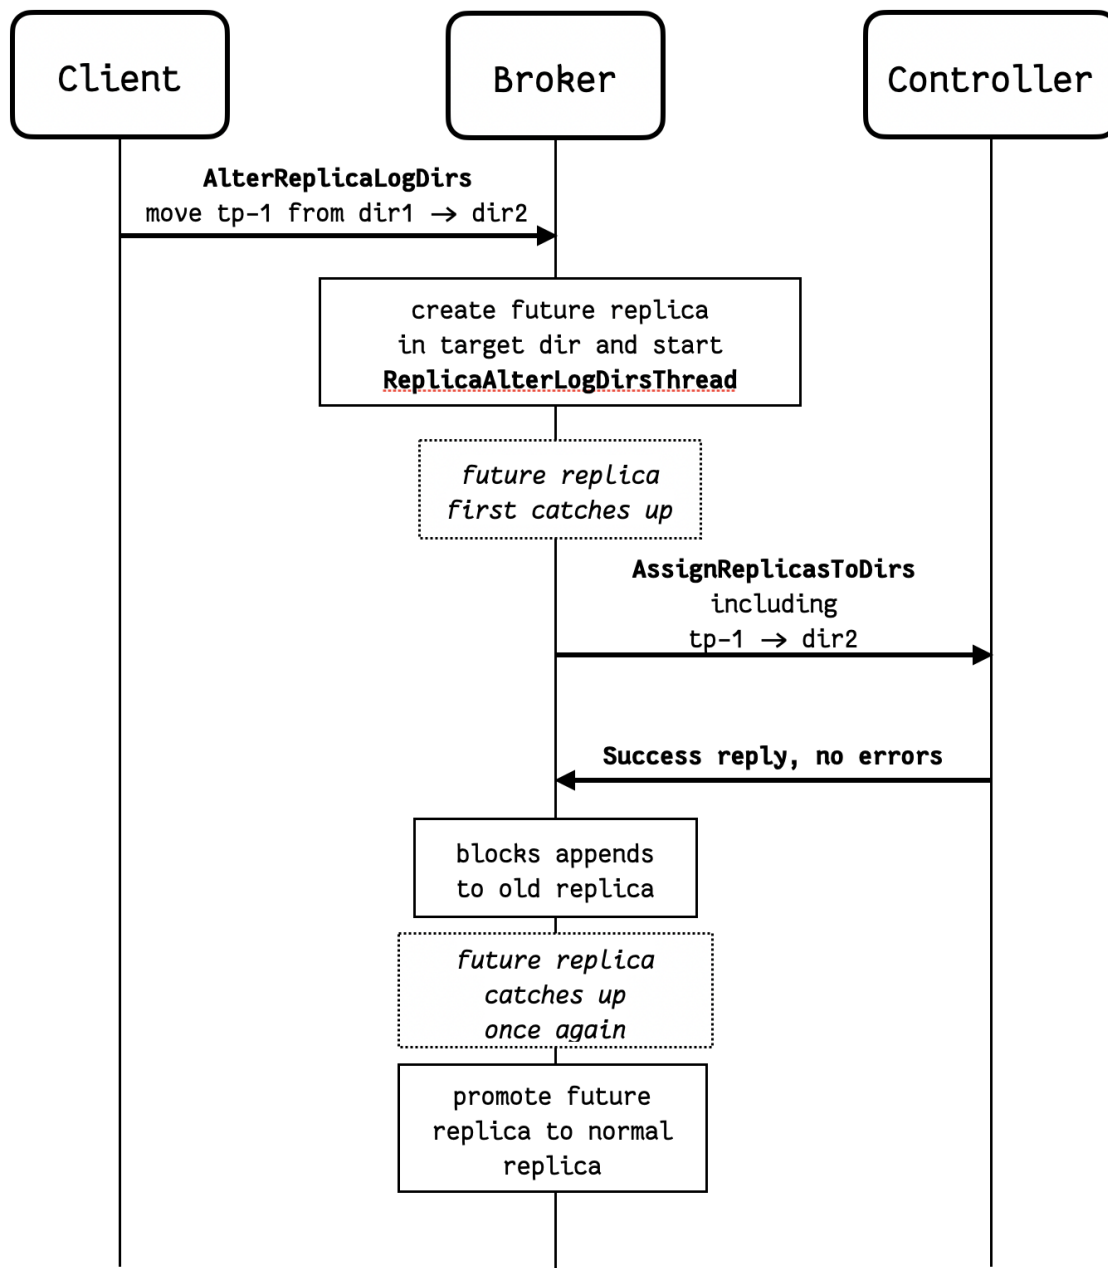 Client
Broker
Controller
AlterReplicaLogDirs
move tp-1 from dir1 → dir2
create future replica
in target dir and start
ReplicaAlterLogDirsThread
future replica
first catches up
AssignReplicasToDirs
including
tp-1 → dir2
Success reply, no errors
blocks appends
to old replica
future replica
catches up
once again
promote future
replica to normal
replica